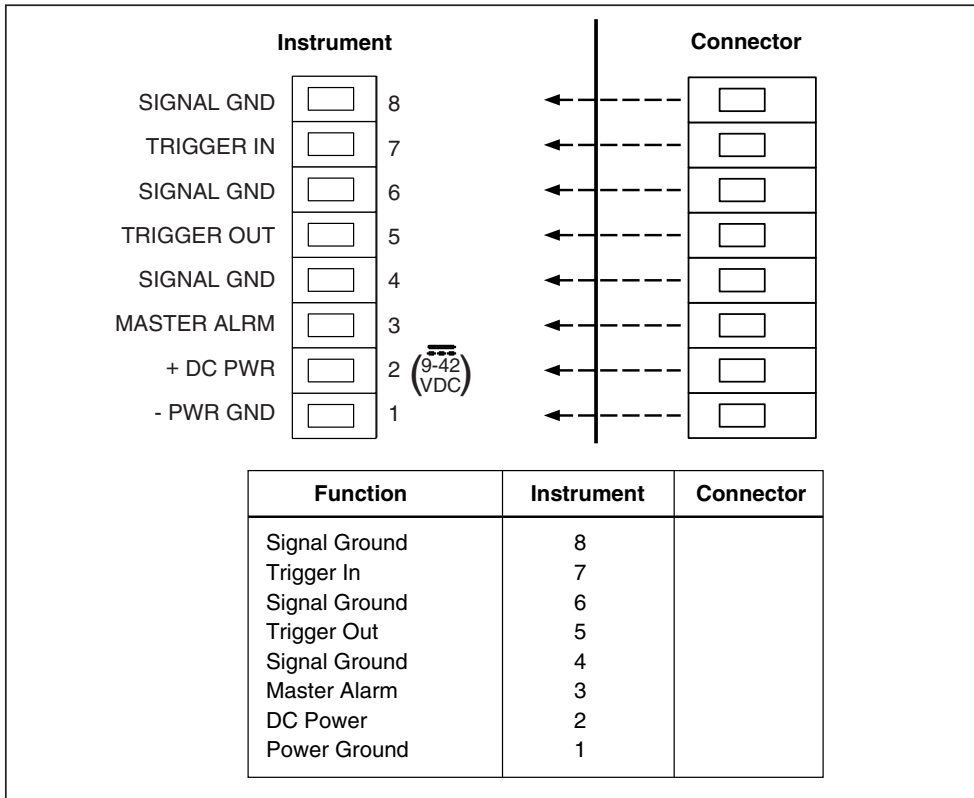 Instrument Connector
SIGNAL GND 8
TRIGGER IN 7
SIGNAL GND 6
TRIGGER OUT 5
SIGNAL GND 4
MASTER ALRM 3
+ DC PWR 2 (9-42 VDC)
- PWR GND 1
Function Instrument Connector
Signal Ground 8
Trigger In 7
Signal Ground 6
Trigger Out 5
Signal Ground 4
Master Alarm 3
DC Power 2
Power Ground 1